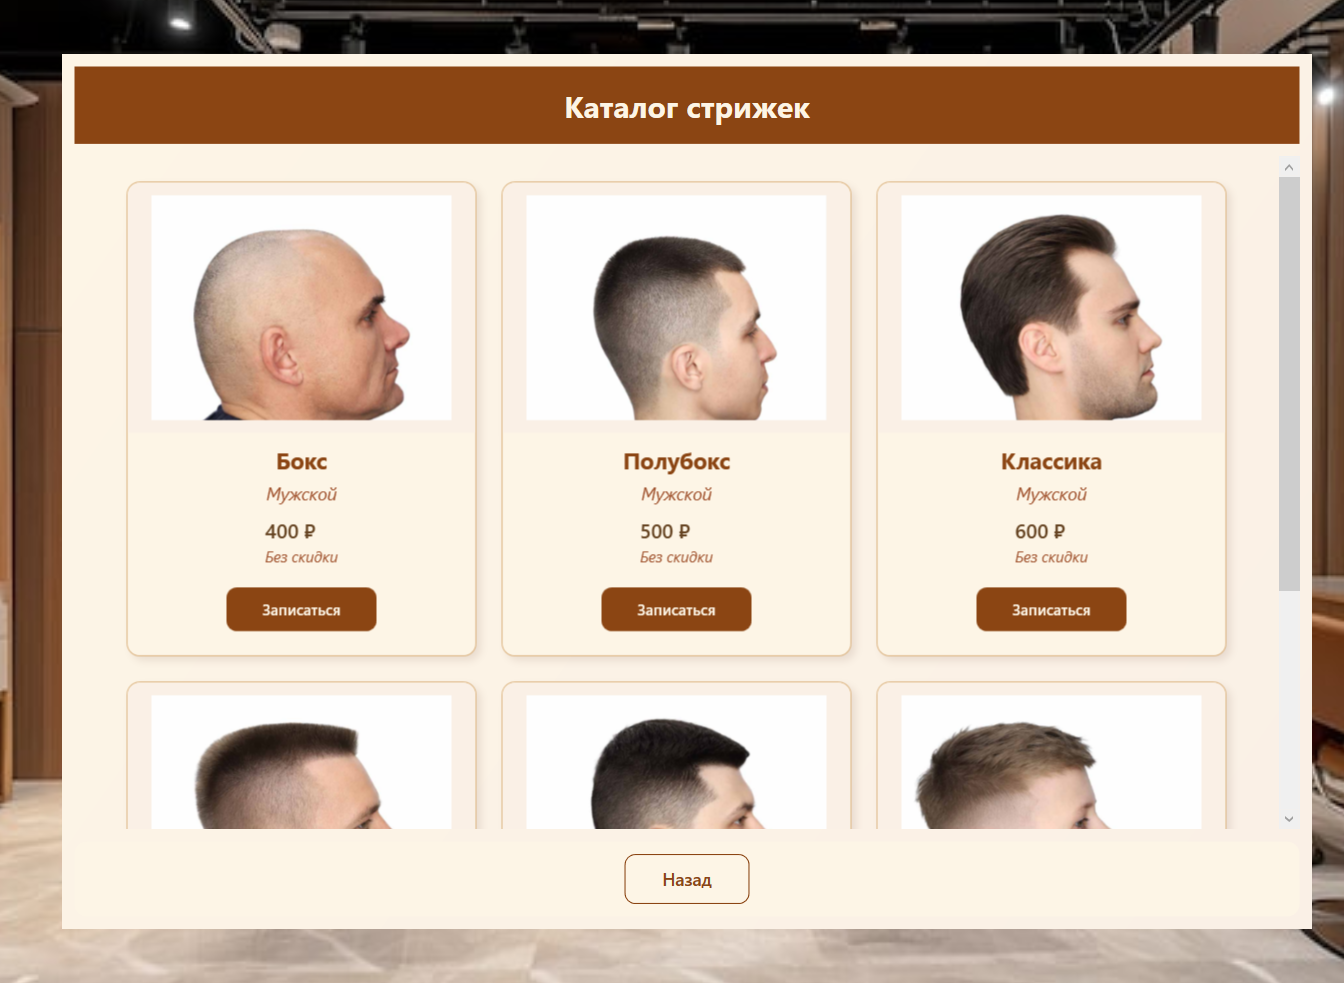 Каталог стрижек
Бокс
Мужской
400 ₽
Без скидки
Записаться
Полубокс
Мужской
500 ₽
Без скидки
Записаться
Классика
Мужской
600 ₽
Без скидки
Записаться
Назад